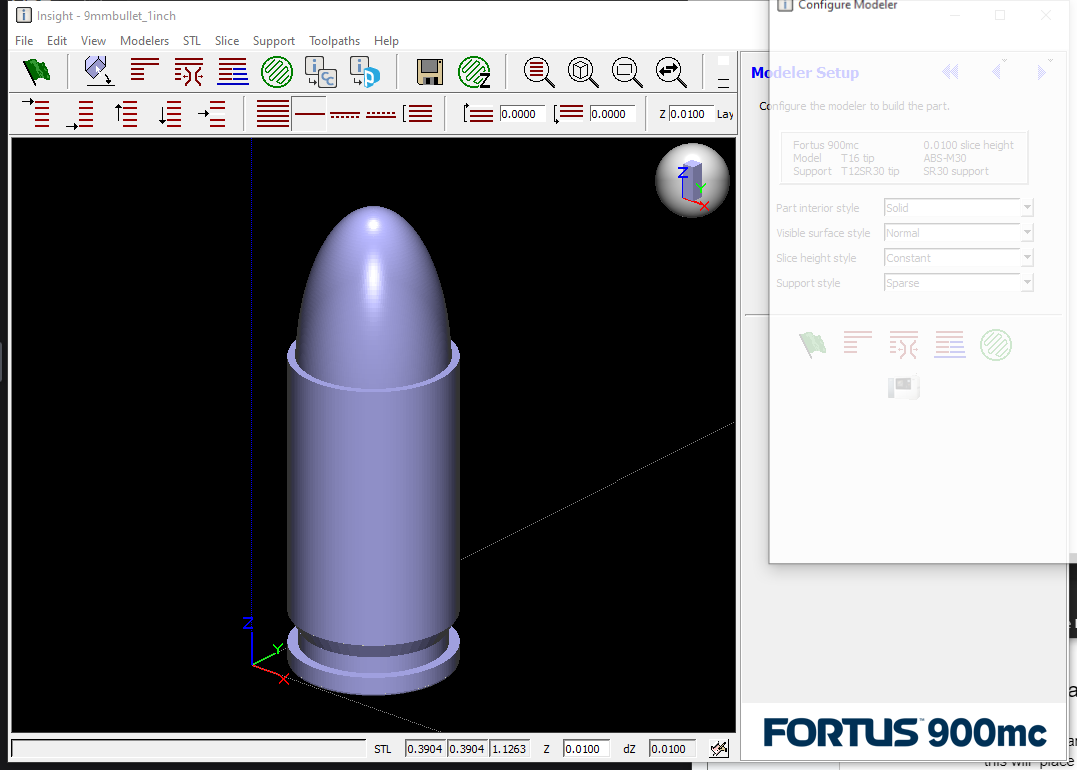 Insight - 9mmbullet_1inch
Configure Modeler
File Edit View Modelers STL Slice Support Toolpaths Help
Modeler Setup
Configure the modeler to build the part.
0.0000 0.0000 Z 0.0100 Lay
Fortus 900mc 0.0100 slice height
Model T16 tip ABS-M30
Support T12SR30 tip SR30 support
Part interior style Solid
Visible surface style Normal
Slice height style Constant
Support style Sparse
Z
Y
X
Z
Y
X
FORTUS™ 900mc
STL 0.3904 0.3904 1.1263 Z 0.0100 dZ 0.0100
this will place